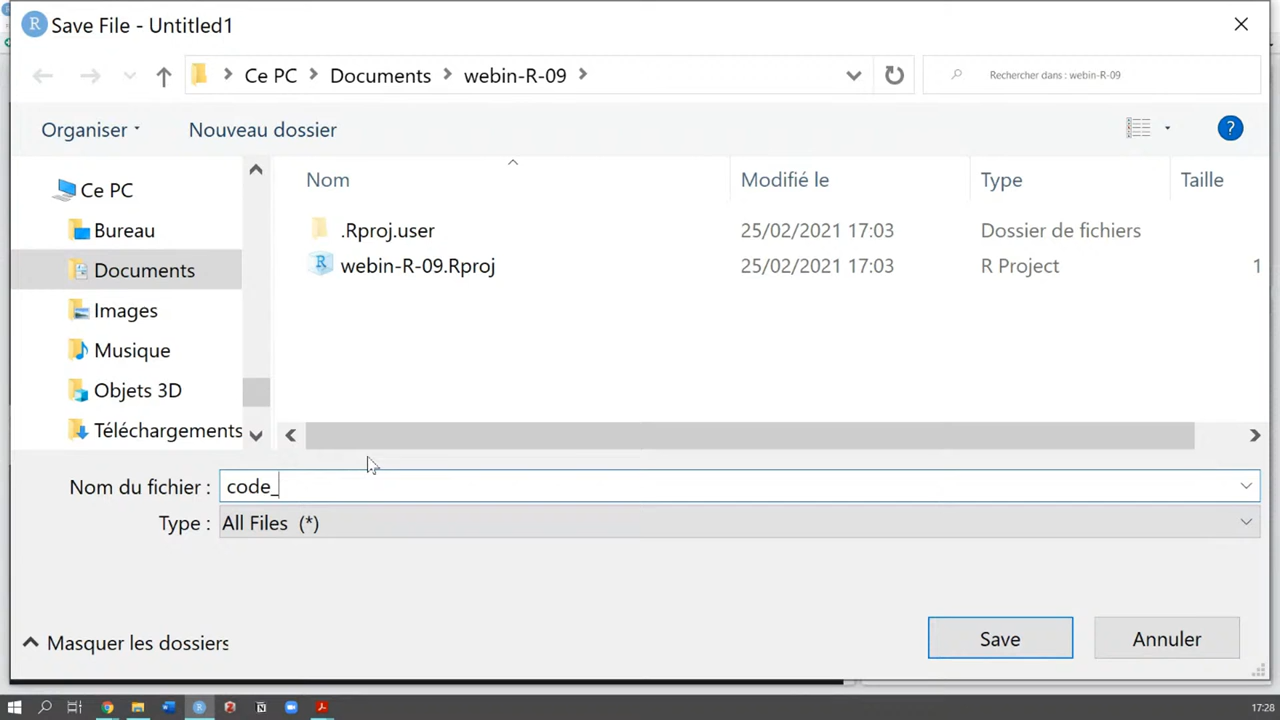 R Save File - Untitled1
Ce PC Documents webin-R-09 Rechercher dans : webin-R-09
Organiser Nouveau dossier ?
Nom Modifié le Type Taille
Ce PC
Bureau
Documents
Images
Musique
Objets 3D
Téléchargements
.Rproj.user 25/02/2021 17:03 Dossier de fichiers
R webin-R-09.Rproj 25/02/2021 17:03 R Project 1
Nom du fichier : code_
Type : All Files (*)
Masquer les dossiers Save Annuler
17:28